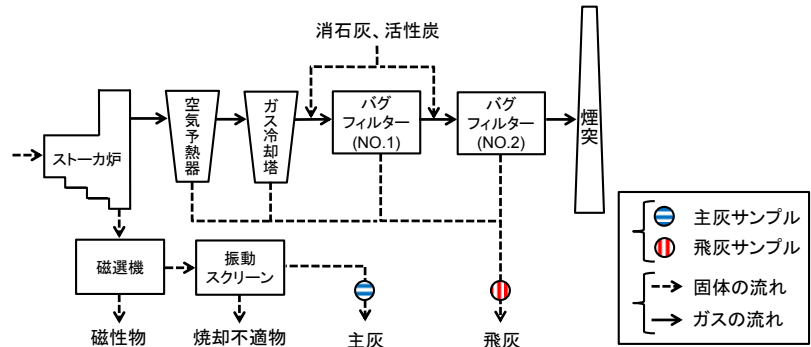 消石灰、活性炭
ストーカ炉
空気予熱器
ガス冷却塔
バグ
フィルター
(NO.1)
バグ
フィルター
(NO.2)
煙突
磁選機
振動
スクリーン
磁性物
焼却不適物
主灰
飛灰
主灰サンプル
飛灰サンプル
固体の流れ
ガスの流れ